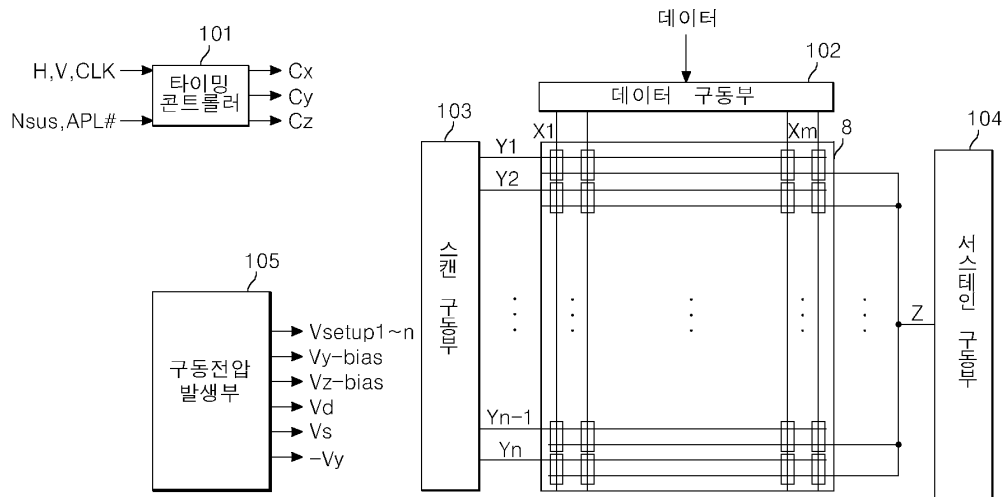 데이터
101
H,V,CLK
Nsus,APL#
타이밍
콘트롤러
Cx
Cy
Cz
102
데이터 구동부
103
X1
Xm
8
104
Y1
Y2
스캔 구동부
서스테인 구동부
Z
105
구동전압
발생부
Vsetup1~n
Vy-bias
Vz-bias
Vd
Vs
-Vy
Yn-1
Yn